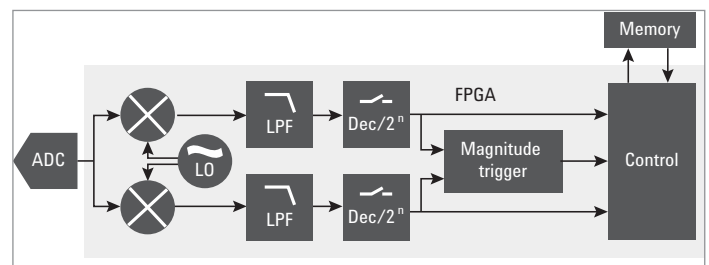 Memory
FPGA
LPF
Dec/2ⁿ
ADC
LO
Magnitude
trigger
Control
LPF
Dec/2ⁿ